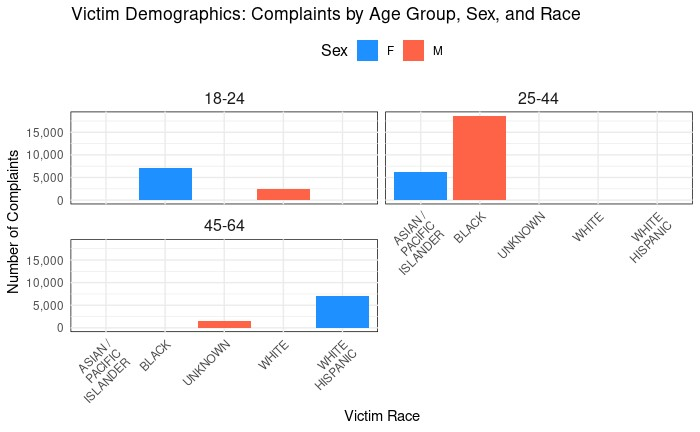 Victim Demographics: Complaints by Age Group, Sex, and Race
Sex F M
18-24
25-44
Number of Complaints
15,000
10,000
5,000
0
ASIAN /
PACIFIC
ISLANDER
BLACK
UNKNOWN
WHITE
WHITE
HISPANIC
45-64
15,000
10,000
5,000
0
ASIAN /
PACIFIC
ISLANDER
BLACK
UNKNOWN
WHITE
WHITE
HISPANIC
Victim Race